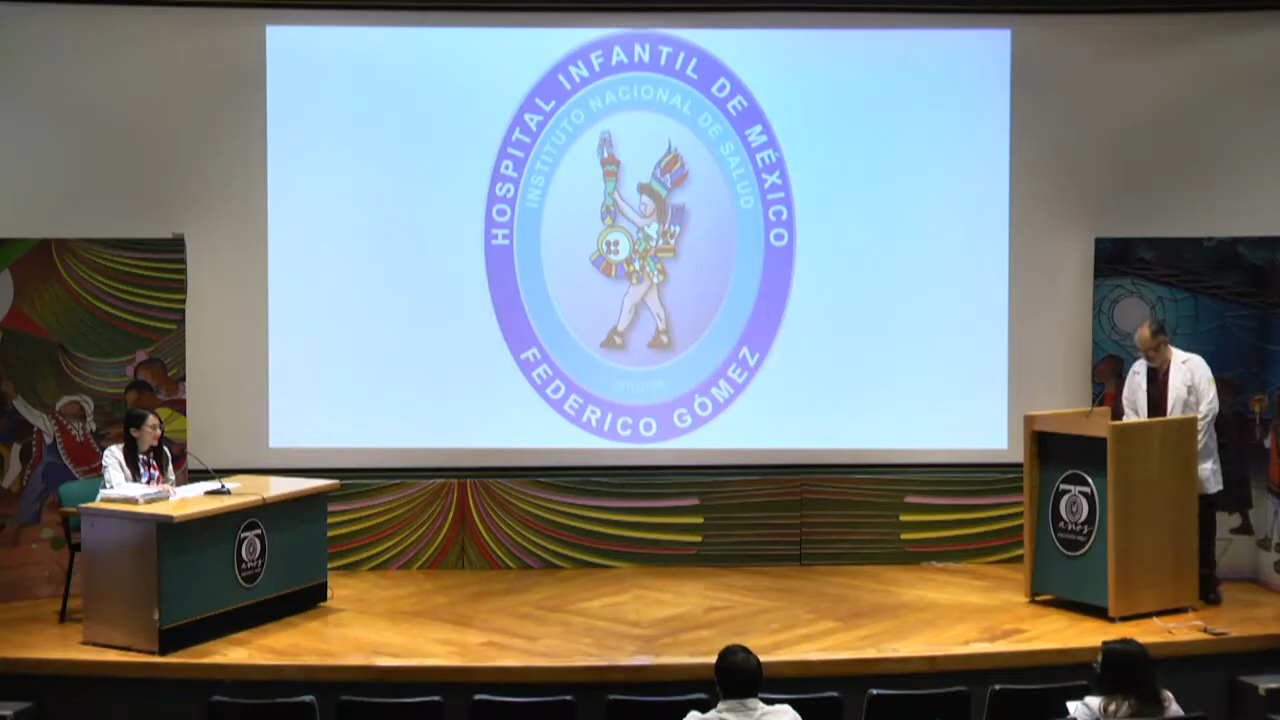 HOSPITAL INFANTIL DE MÉXICO
INSTITUTO NACIONAL DE SALUD
FEDERICO GÓMEZ
75
años
75
años